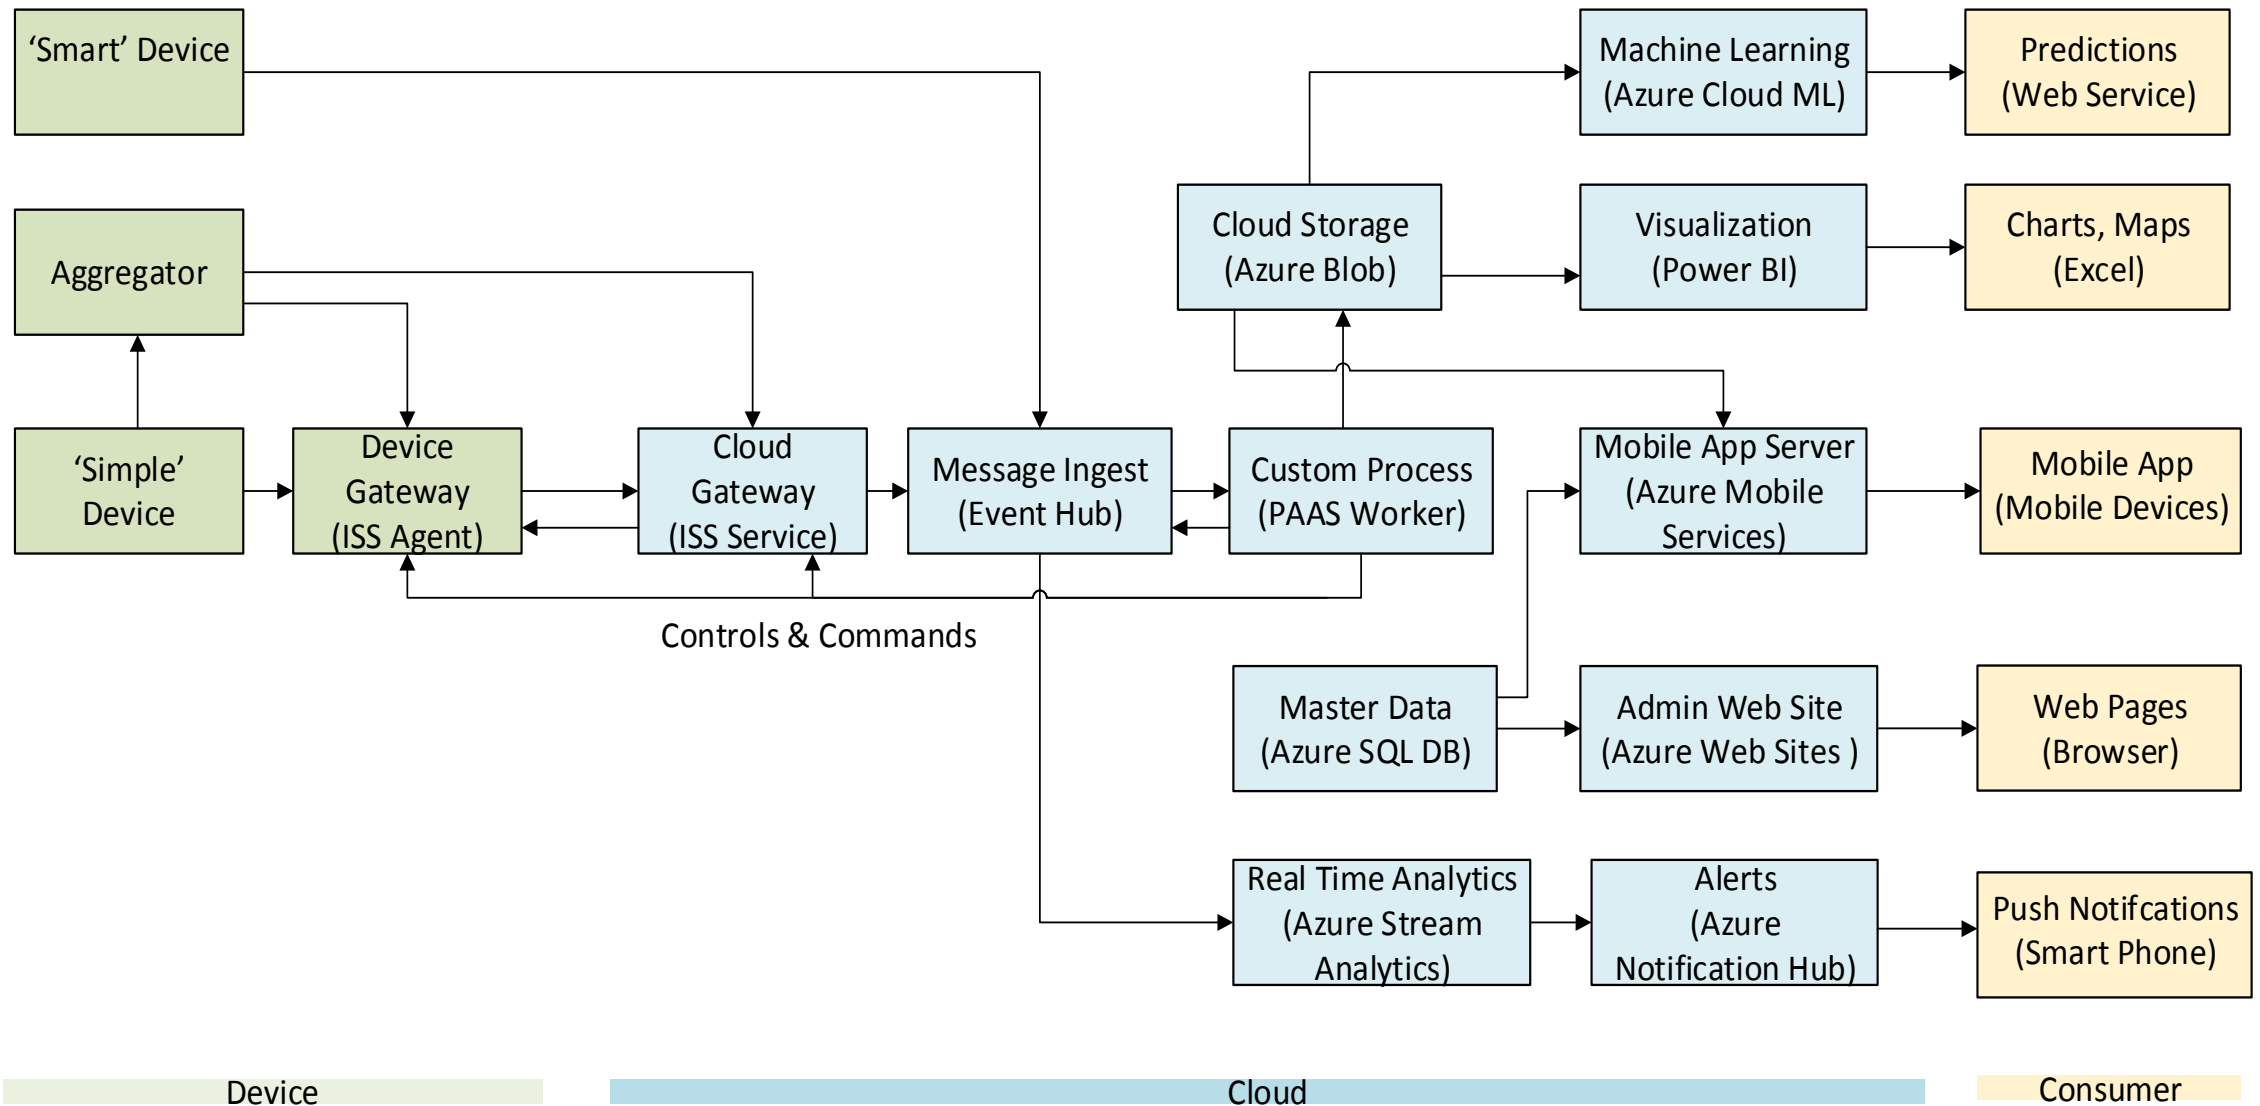 ‘Smart’ Device
Machine Learning
(Azure Cloud ML)
Predictions
(Web Service)
Aggregator
Cloud Storage
(Azure Blob)
Visualization
(Power BI)
Charts, Maps
(Excel)
‘Simple’
Device
Device
Gateway
(ISS Agent)
Cloud
Gateway
(ISS Service)
Message Ingest
(Event Hub)
Custom Process
(PAAS Worker)
Mobile App Server
(Azure Mobile
Services)
Mobile App
(Mobile Devices)
Controls & Commands
Master Data
(Azure SQL DB)
Admin Web Site
(Azure Web Sites )
Web Pages
(Browser)
Real Time Analytics
(Azure Stream
Analytics)
Alerts
(Azure
Notification Hub)
Push Notifcations
(Smart Phone)
Device
Cloud
Consumer